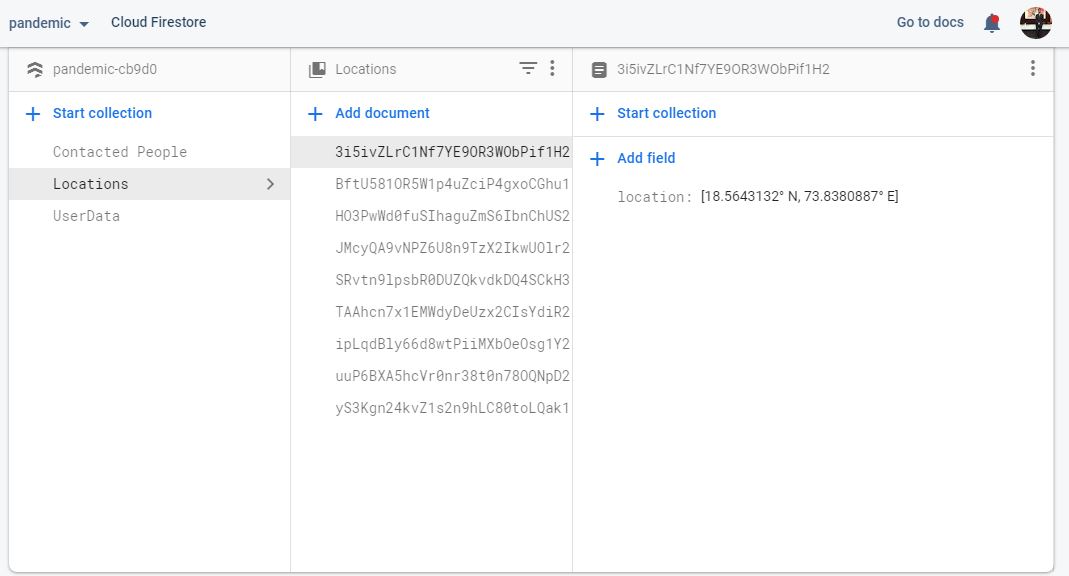 pandemic Cloud Firestore Go to docs
pandemic-cb9d0 Locations 3i5ivZLrC1Nf7YE9OR3WObPif1H2
Start collection Add document Start collection
Contacted People
Locations
UserData
3i5ivZLrC1Nf7YE9OR3WObPif1H2
BftU581OR5W1p4uZciP4gxoCGhu1
HO3PwWd0fuSIhaguZmS6IbnChUS2
JMcyQA9vNPZ6U8n9TzX2IkwUOlr2
SRvtn9lpsbR0DUZQkvdkDQ4SCkH3
TAAhcn7x1EMWdyDeUzx2CIsYdiR2
ipLqdBly66d8wtPiiMXbOeOsg1Y2
uuP6BXA5hcVr0nr38t0n78OQNpD2
yS3Kgn24kvZ1s2n9hLC80toLQak1
Add field
location: [18.5643132° N, 73.8380887° E]